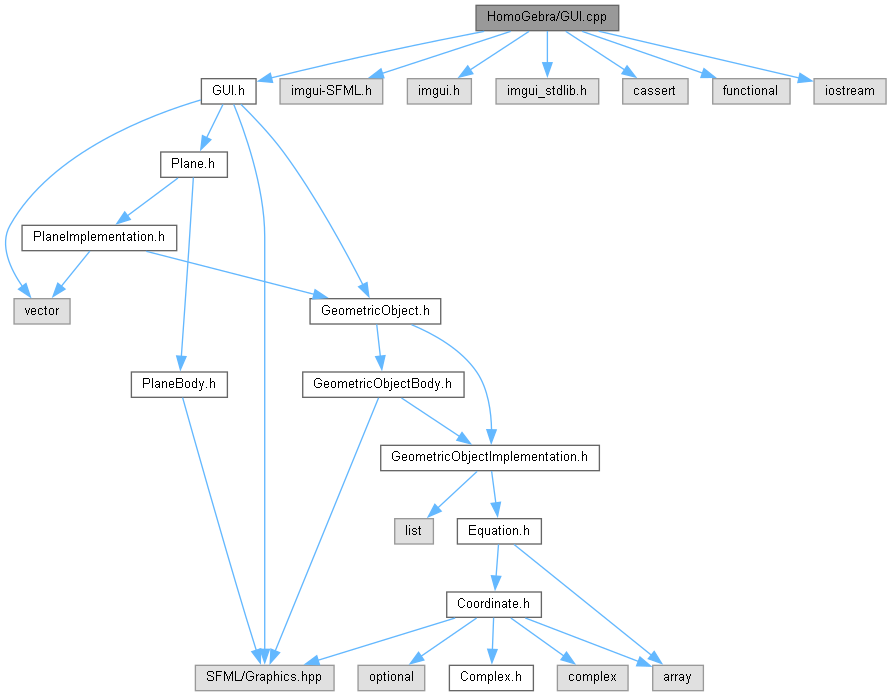 HomoGebra/GUI.cpp
GUI.h
imgui-SFML.h
imgui.h
imgui_stdlib.h
cassert
functional
iostream
Plane.h
PlaneImplementation.h
vector
GeometricObject.h
PlaneBody.h
GeometricObjectBody.h
GeometricObjectImplementation.h
list
Equation.h
Coordinate.h
SFML/Graphics.hpp
optional
Complex.h
complex
array